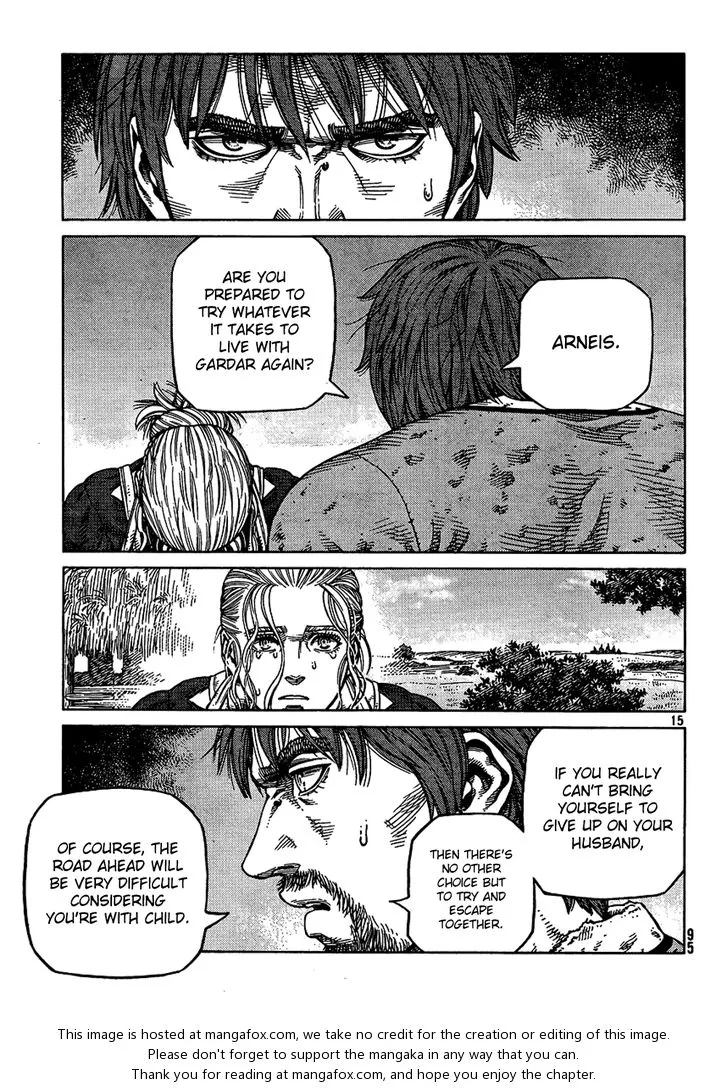 ARNEIS.
ARE YOU
PREPARED TO
TRY WHATEVER
IT TAKES TO
LIVE WITH
GARDAR AGAIN?
15
IF YOU REALLY
CAN'T BRING
YOURSELF TO
GIVE UP ON YOUR
HUSBAND,
THEN THERE'S
NO OTHER
CHOICE BUT
TO TRY AND
ESCAPE
TOGETHER.
OF COURSE, THE
ROAD AHEAD WILL
BE VERY DIFFICULT
CONSIDERING
YOU'RE WITH CHILD.
95
This image is hosted at mangafox.com, we take no credit for the creation or editing of this image.
Please don't forget to support the mangaka in any way that you can.
Thank you for reading at mangafox.com, and hope you enjoy the chapter.